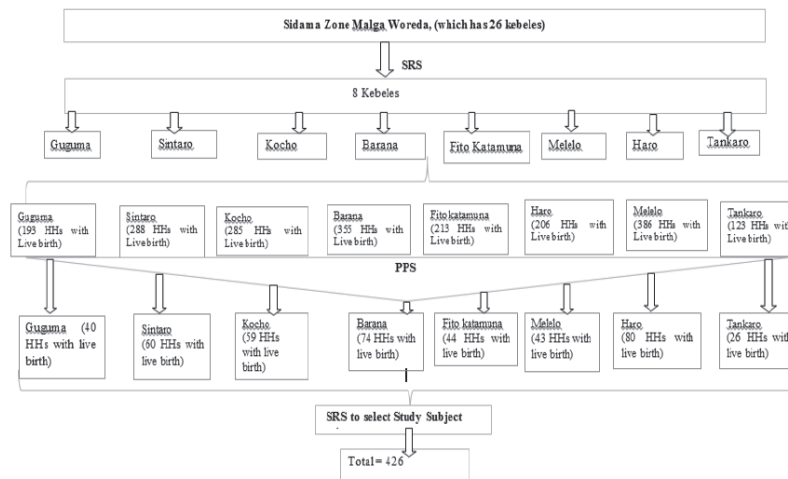 Sidama Zone Malga Woreda, (which has 26 kebeles)
SRS
8 Kebeles
Guguma
Sintaro
Kocho
Barana
Fito Katamuna
Melelo
Haro
Tankaro
Guguma
(193 HHs with
Live birth)
Sintaro
(288 HHs with
Live birth)
Kocho
(285 HHs with
Live birth)
Barana
(355 HHs with
Live birth)
Fito katamuna
(213 HHs with
Live birth)
Haro
(206 HHs with
Live birth)
Melelo
(386 HHs with
Live birth)
Tankaro
(123 HHs with
Live birth)
PPS
Guguma (40
HHs with live
birth)
Sintaro
(60 HHs with
live birth)
Kocho
(59 HHs
with live
birth)
Barana
(74 HHs with
live birth)
Fito katamuna
(44 HHs with
live birth)
Melelo
(43 HHs with
live birth)
Haro
(80 HHs with
live birth)
Tankaro
(26 HHs with
live birth)
SRS to select Study Subject
Total= 426